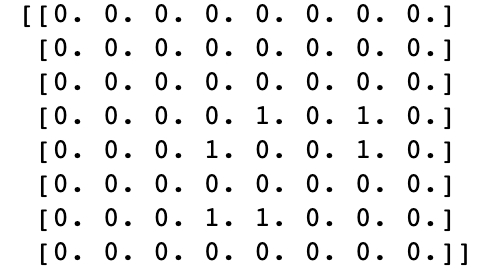 [[0. 0. 0. 0. 0. 0. 0. 0.]
[0. 0. 0. 0. 0. 0. 0. 0.]
[0. 0. 0. 0. 0. 0. 0. 0.]
[0. 0. 0. 0. 1. 0. 1. 0.]
[0. 0. 0. 1. 0. 0. 1. 0.]
[0. 0. 0. 0. 0. 0. 0. 0.]
[0. 0. 0. 1. 1. 0. 0. 0.]
[0. 0. 0. 0. 0. 0. 0. 0.]]